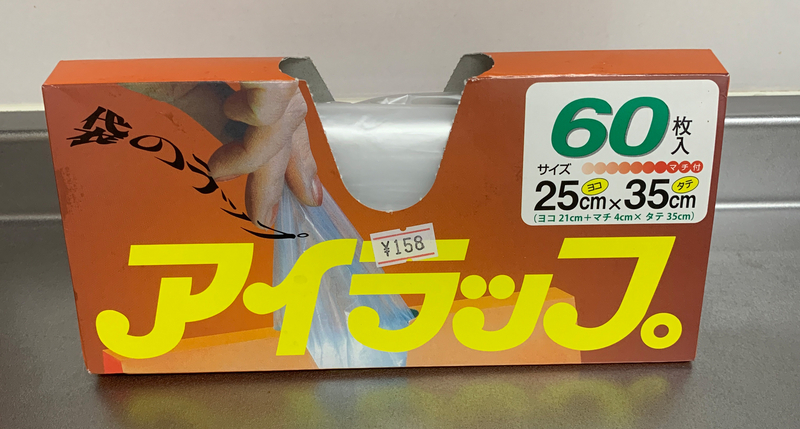 袋のラップ。
60枚入
サイズ マチ付
ヨコ タテ
25cm×35cm
(ヨコ 21cm+マチ 4cm× タテ 35cm)
¥158
アイラップ。